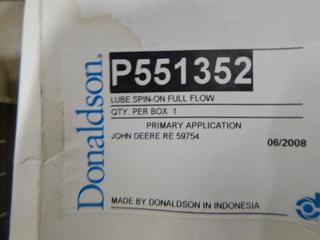 Donaldson.
P551352
LUBE SPIN-ON FULL FLOW
QTY. PER BOX 1
PRIMARY APPLICATION
JOHN DEERE RE 59754
06/2008
MADE BY DONALDSON IN INDONESIA